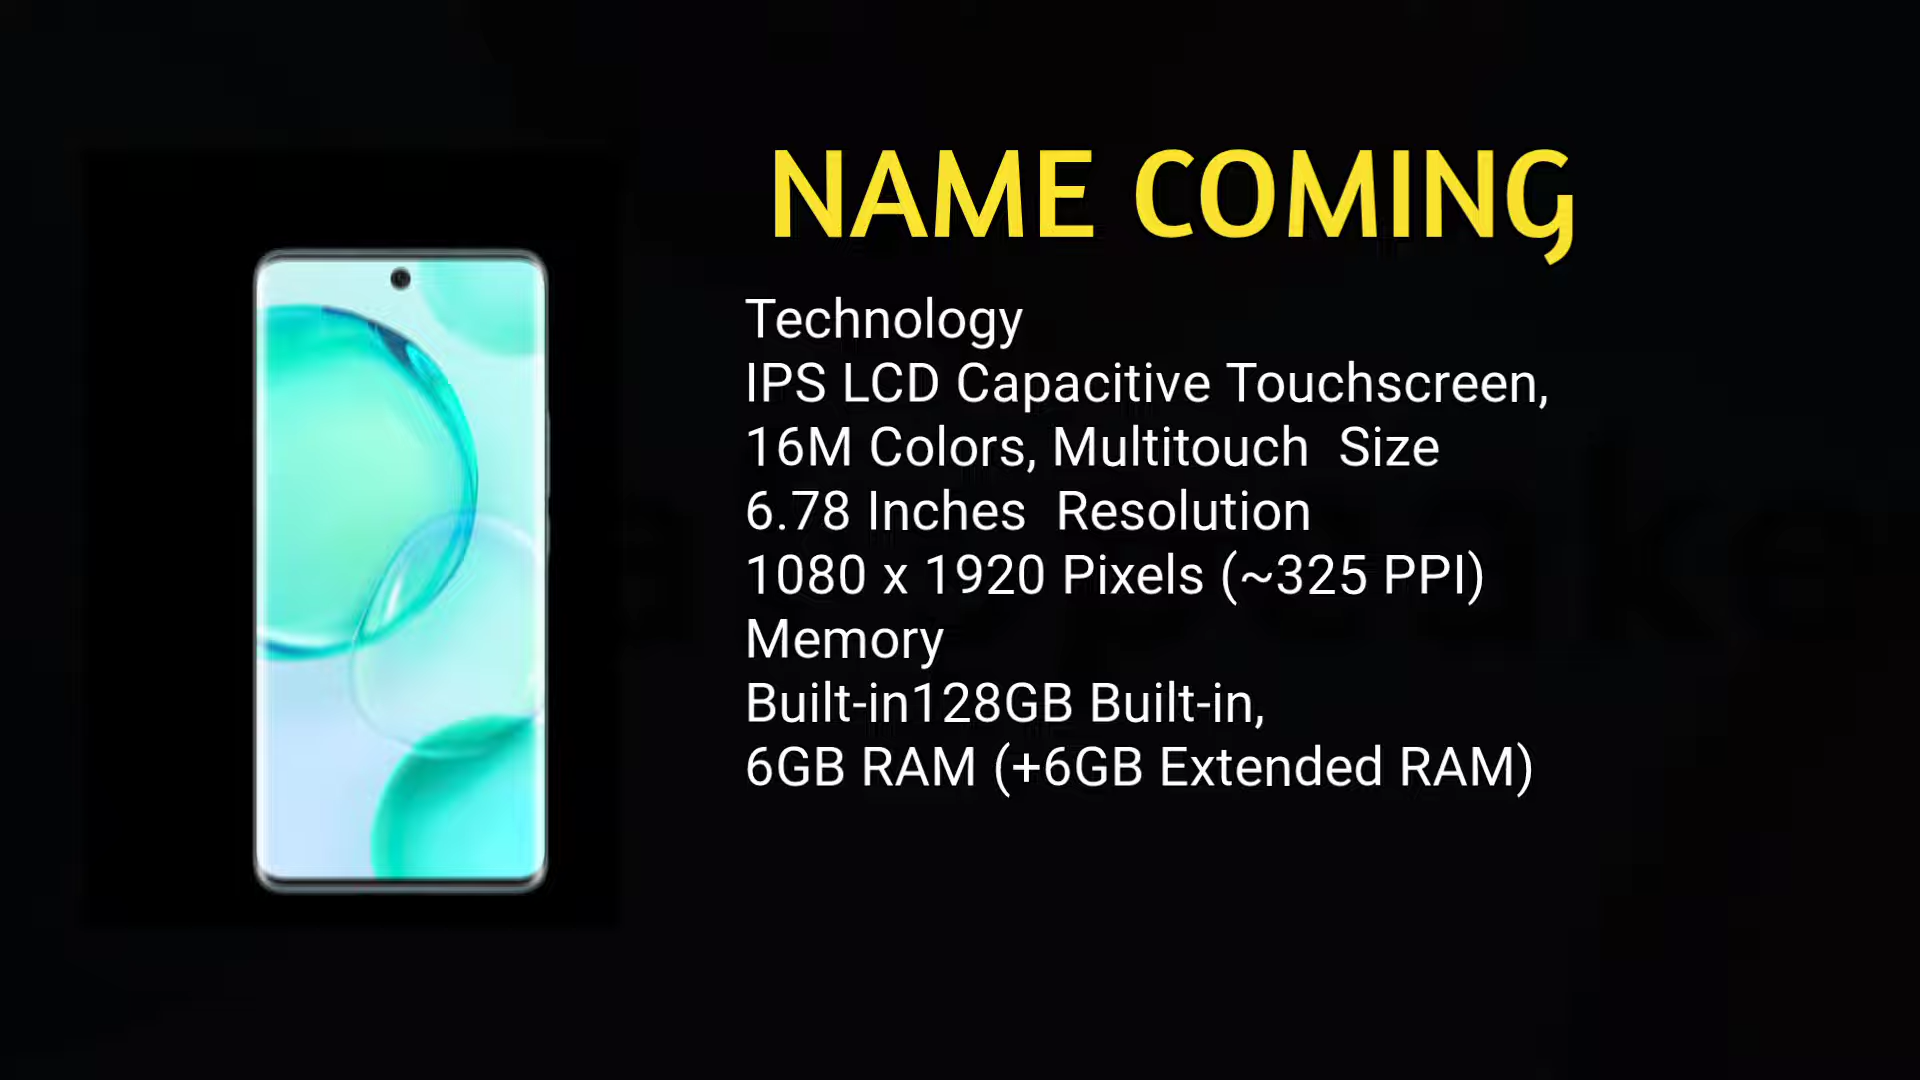 NAME COMING
Technology
IPS LCD Capacitive Touchscreen,
16M Colors, Multitouch  Size
6.78 Inches  Resolution
1080 x 1920 Pixels (~325 PPI)
Memory
Built-in128GB Built-in,
6GB RAM (+6GB Extended RAM)